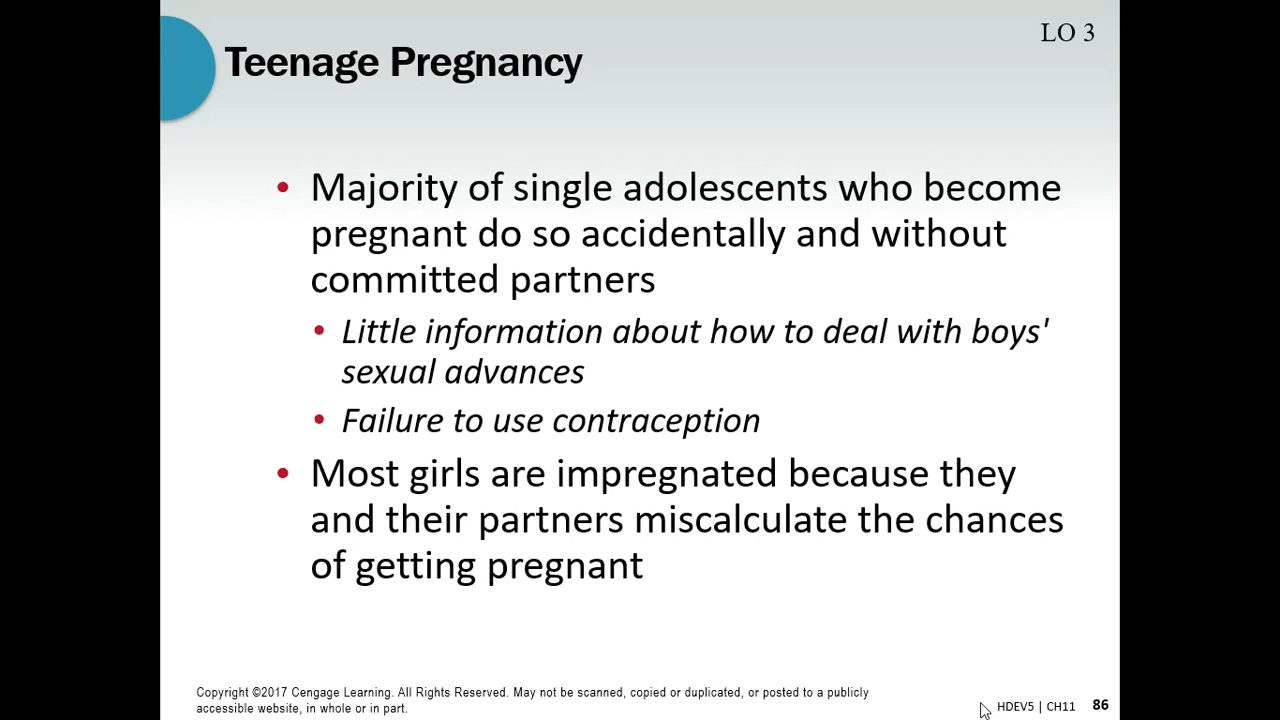 LO 3
Teenage Pregnancy
• Majority of single adolescents who become
pregnant do so accidentally and without
committed partners
• Little information about how to deal with boys'
sexual advances
• Failure to use contraception
• Most girls are impregnated because they
and their partners miscalculate the chances
of getting pregnant
Copyright ©2017 Cengage Learning. All Rights Reserved. May not be scanned, copied or duplicated, or posted to a publicly
accessible website, in whole or in part.
HDEV5 | CH11 86